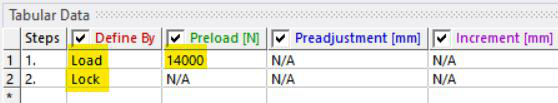 Tabular Data
Steps Define By Preload [N] Preadjustment [mm] Increment [mm]
1 1. Load 14000 N/A N/A
2 2. Lock N/A N/A N/A
*